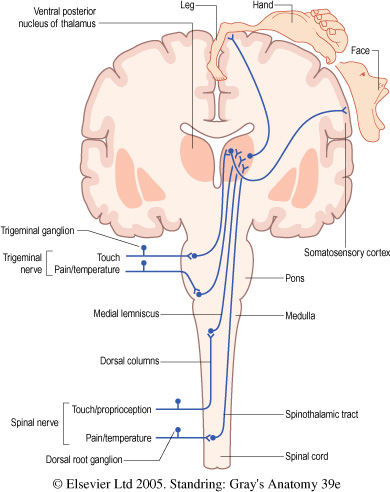 Leg
Hand
Ventral posterior
nucleus of thalamus
Face
Trigeminal ganglion
Somatosensory cortex
Trigeminal
nerve
Touch
Pain/temperature
Pons
Medial lemniscus
Medulla
Dorsal columns
Spinal nerve
Touch/proprioception
Spinothalamic tract
Pain/temperature
Dorsal root ganglion
Spinal cord
© Elsevier Ltd 2005. Standring: Gray's Anatomy 39e